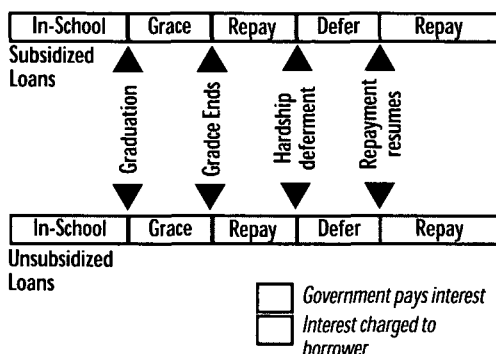 In-School Grace Repay Defer Repay
Subsidized
Loans
Graduation
Gradce Ends
Hardship
deferment
Repayment
resumes
In-School Grace Repay Defer Repay
Unsubsidized
Loans
Government pays interest
Interest charged to
borrower